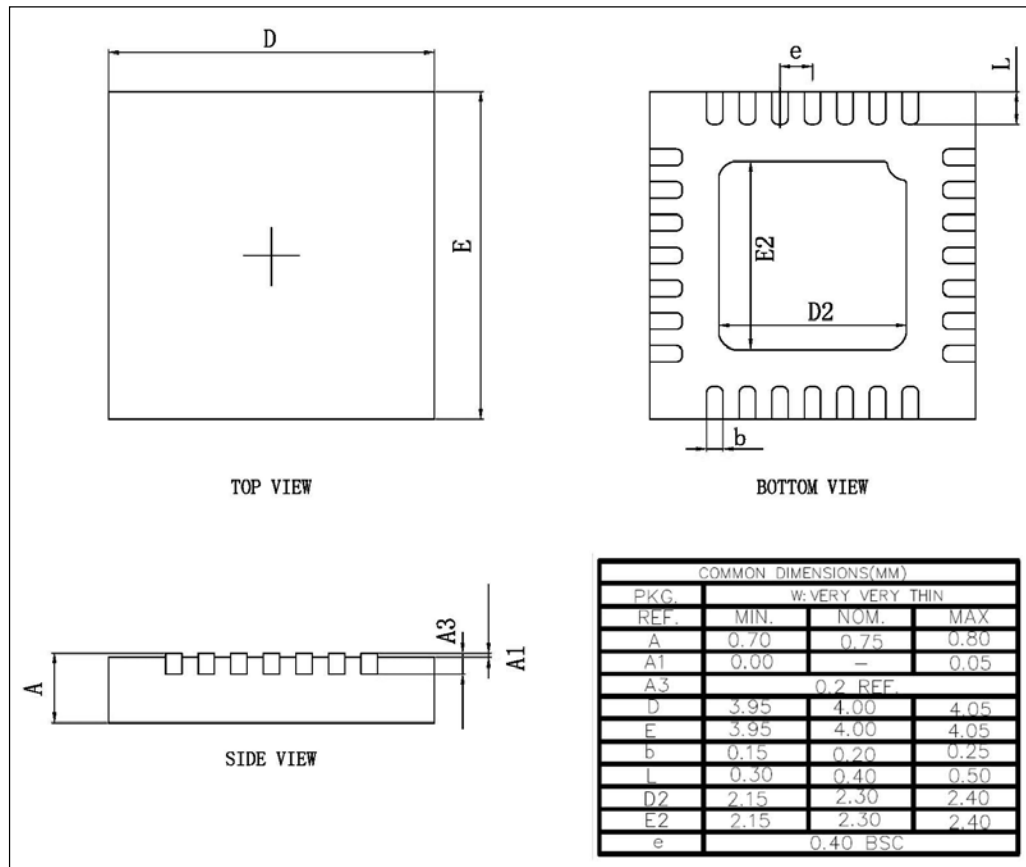 D
e
L
E
E2
D2
b
TOP VIEW
BOTTOM VIEW
A
A3
A1
SIDE VIEW
COMMON DIMENSIONS(MM)
PKG. W:VERY VERY THIN
REF. MIN. NOM. MAX
A 0.70 0.75 0.80
A1 0.00 – 0.05
A3 0.2 REF.
D 3.95 4.00 4.05
E 3.95 4.00 4.05
b 0.15 0.20 0.25
L 0.30 0.40 0.50
D2 2.15 2.30 2.40
E2 2.15 2.30 2.40
e 0.40 BSC